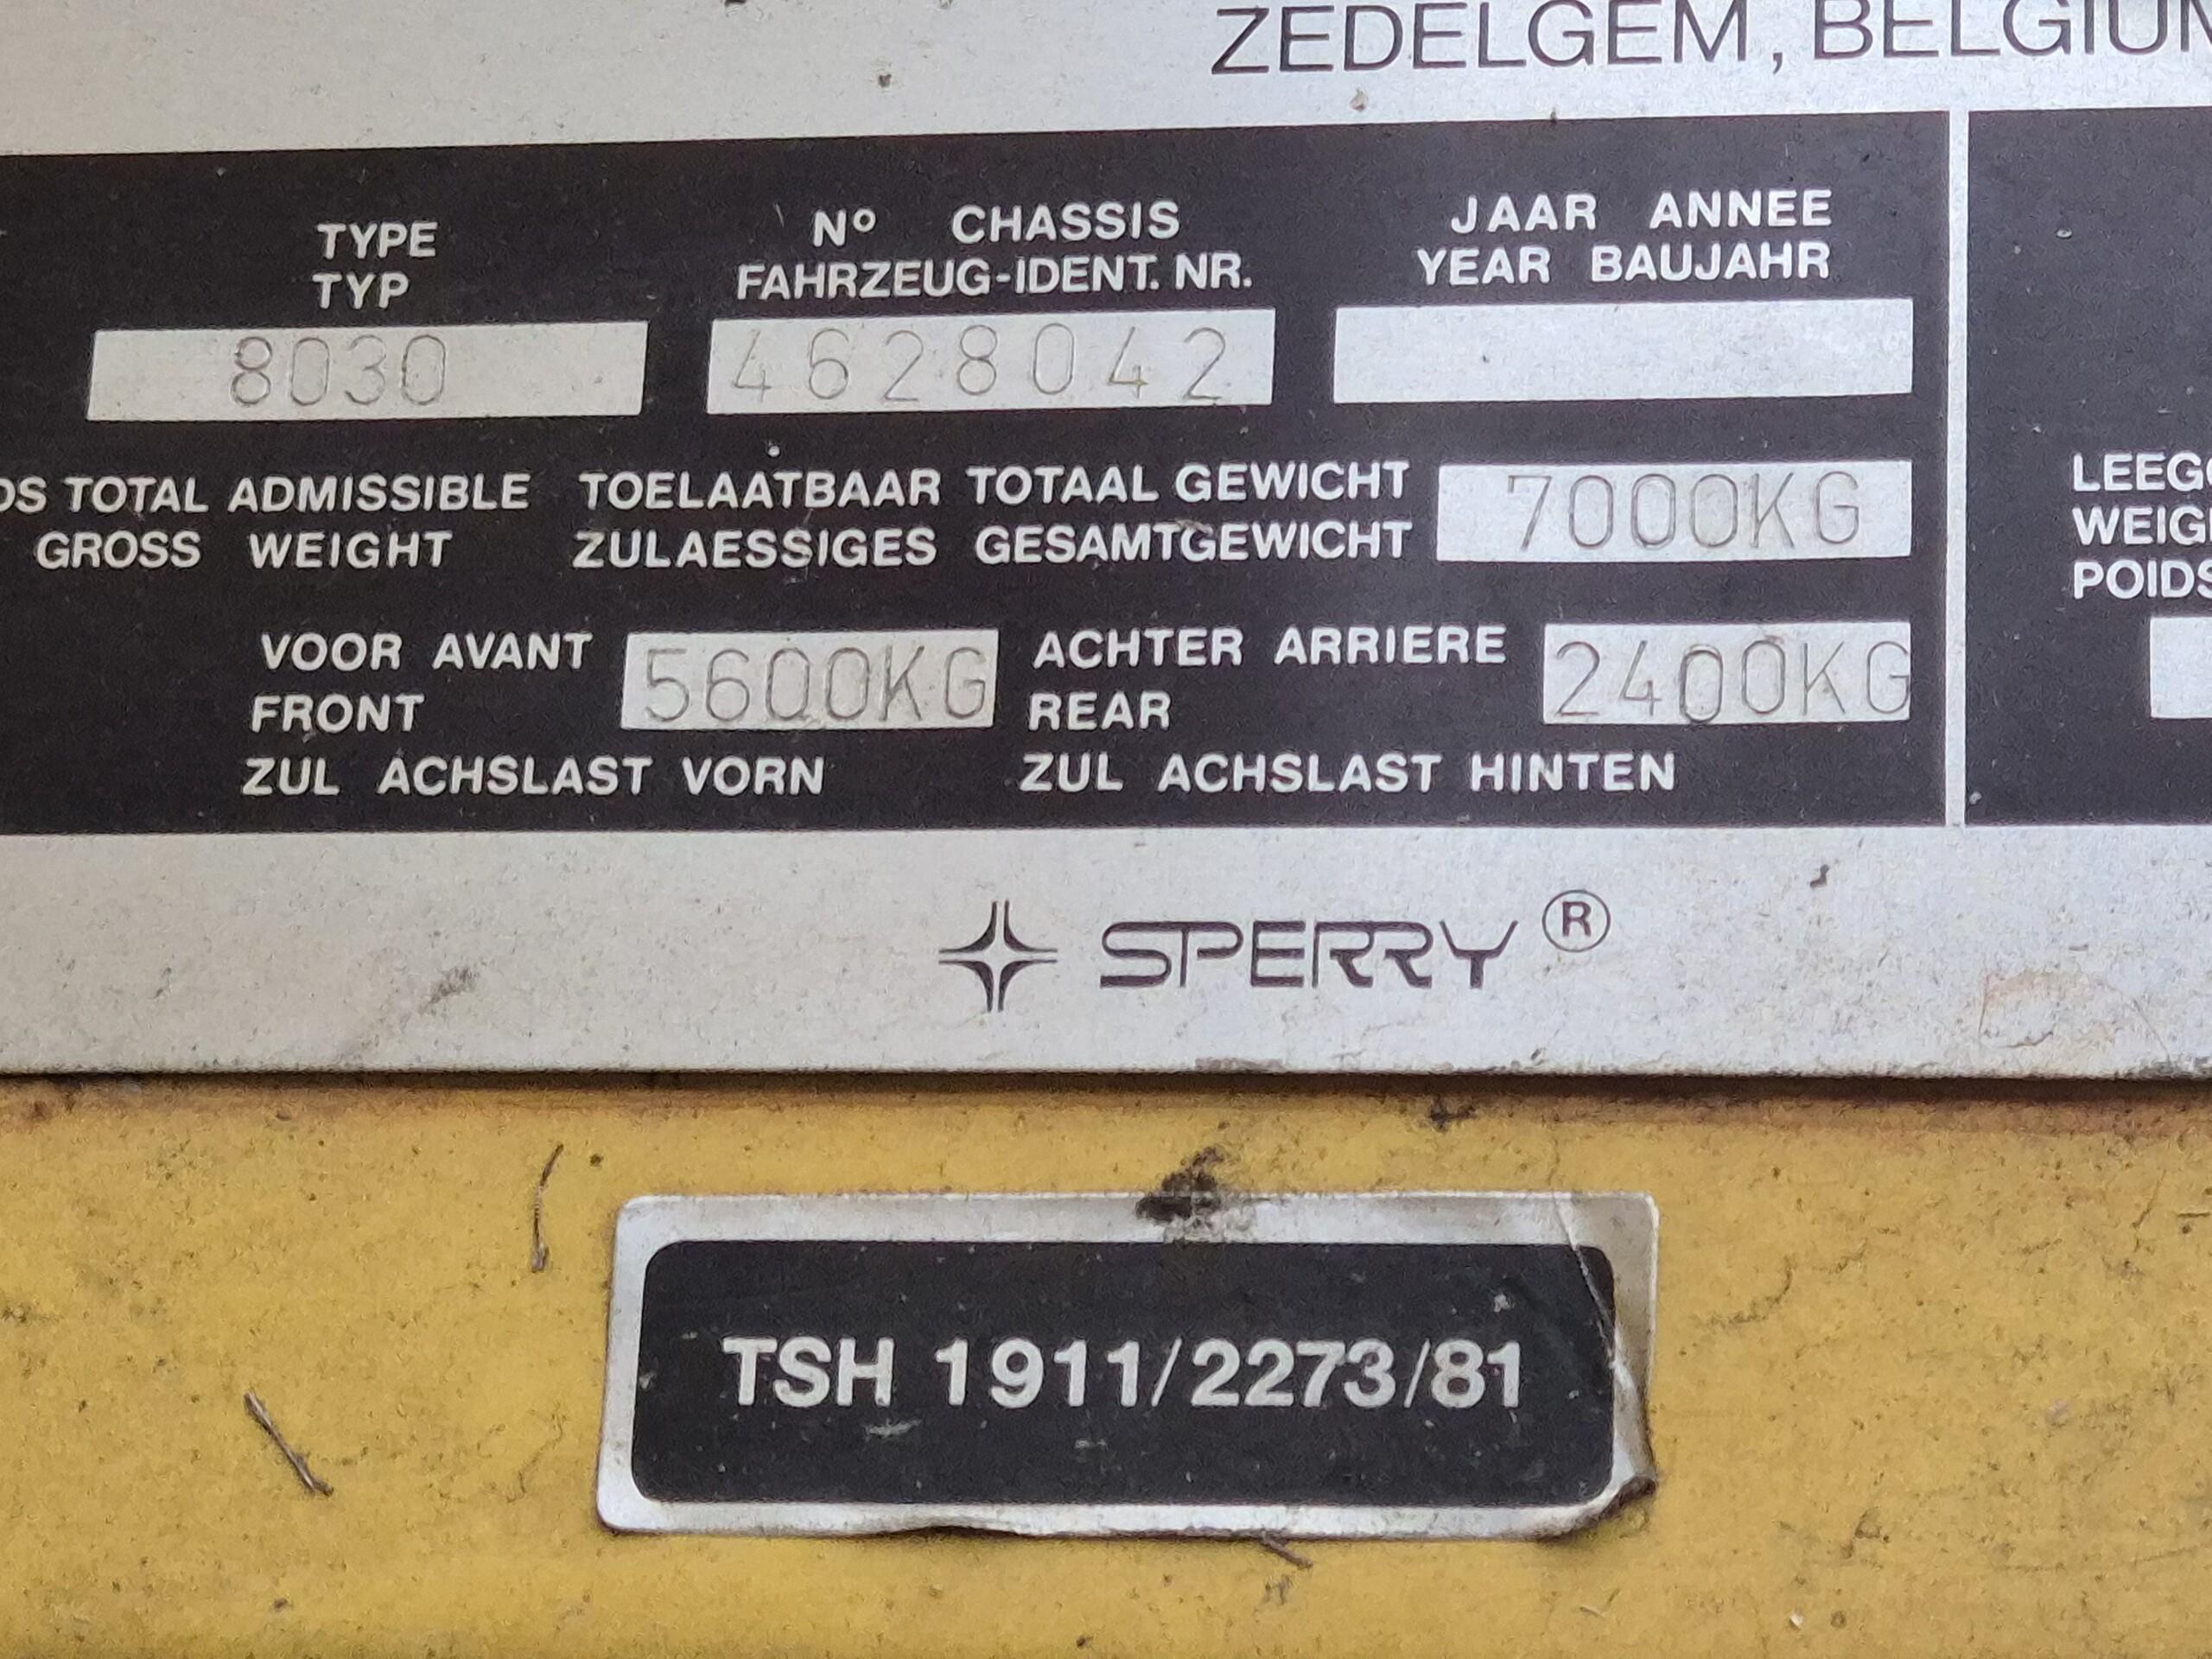 ZEDELGEM, BELGIUM
TYPE
TYP
8030
Nº CHASSIS
FAHRZEUG-IDENT. NR.
4628042
JAAR ANNEE
YEAR BAUJAHR
DS TOTAL ADMISSIBLE TOELAATBAAR TOTAAL GEWICHT
GROSS WEIGHT ZULAESSIGES GESAMTGEWICHT
7000KG
VOOR AVANT
FRONT
ZUL ACHSLAST VORN
5600KG
ACHTER ARRIERE
REAR
ZUL ACHSLAST HINTEN
2400KG
LEEG
WEIG
POIDS
SPERRY ®
TSH 1911/2273/81